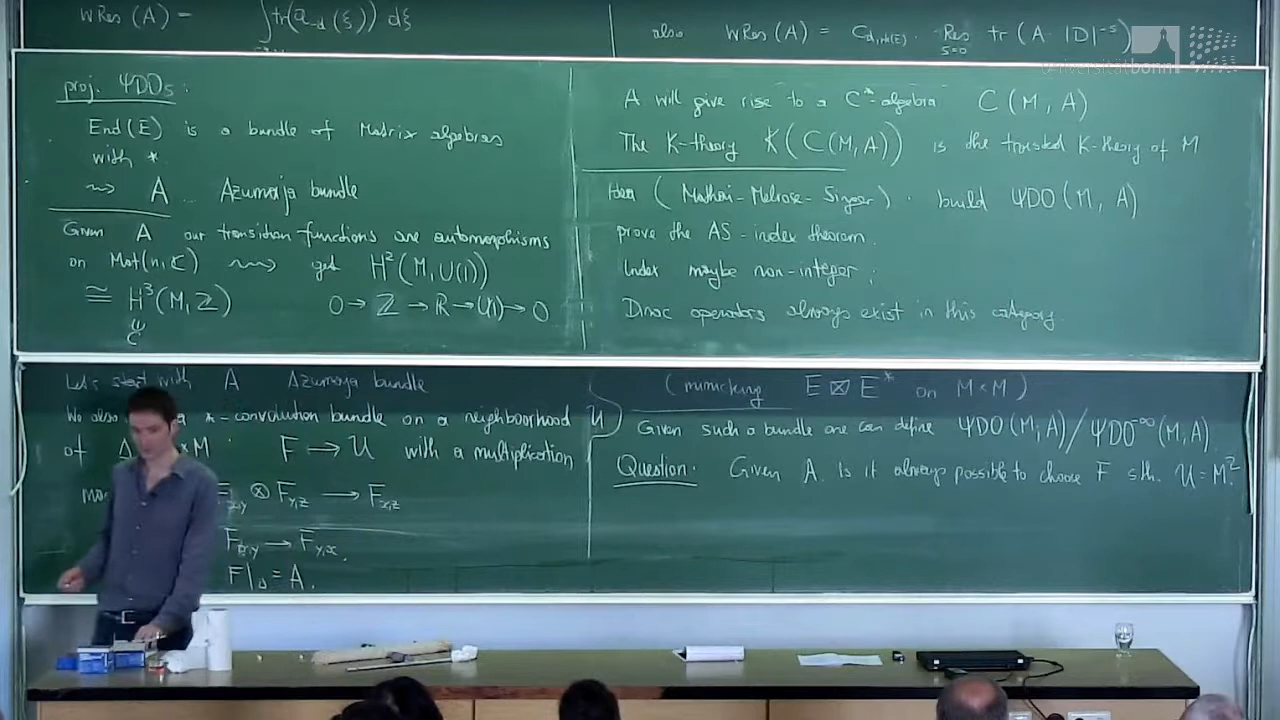 WRes (A) = ∫ tr(a_{-d}(ξ)) dξ
also WRes (A) = C_{d,rk(E)} · Res_{s=0} tr (A · |D|^{-s})
universitätbonn
proj. ΨDOs :
End(E) is a bundle of Matrix algebras
with *
⇝ A ... Azumaja bundle
Given A our transition functions are automorphisms
on Mat(n, C) ⇝ get H²(M, U(1))
≅ H³(M, Z) 0 → Z → R → U(1) → 0
A will give rise to a C*-algebra C(M, A)
The K-theory K(C(M, A)) is the twisted K-theory of M
(Mathai-Melrose-Singer) · build ΨDO(M, A)
prove the AS-index theorem.
Index maybe non-integer ;
Dirac operators always exist in this category.
Let's start with A Azumaya bundle
We also a *-convolution bundle on a neighborhood U
of Δ M F → U with a multiplication
F_{x,y} ⊗ F_{y,z} → F_{x,z}
F_{x,y} → F_{y,x}.
F|_Δ = A.
(mimicking E ⊠ E* on M × M)
Given such a bundle one can define ΨDO(M, A)/ΨDO^{-∞}(M, A)
Question: Given A. Is it always possible to choose F sth. U = M²?